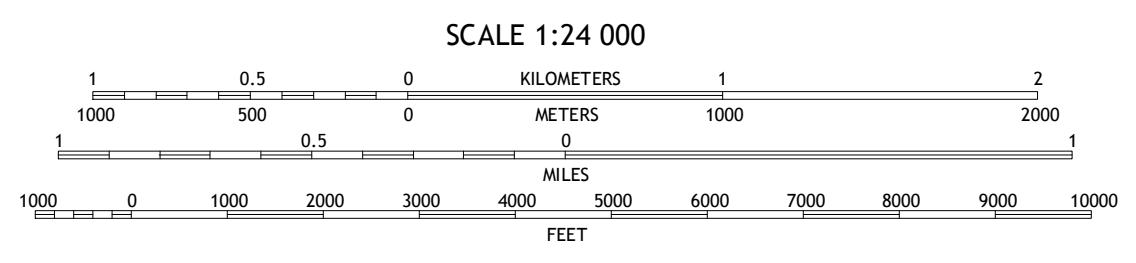 SCALE 1:24 000
1 0.5 0 KILOMETERS 1 2
1000 500 0 METERS 1000 2000
1 0.5 0 1
MILES
1000 0 1000 2000 3000 4000 5000 6000 7000 8000 9000 10000
FEET